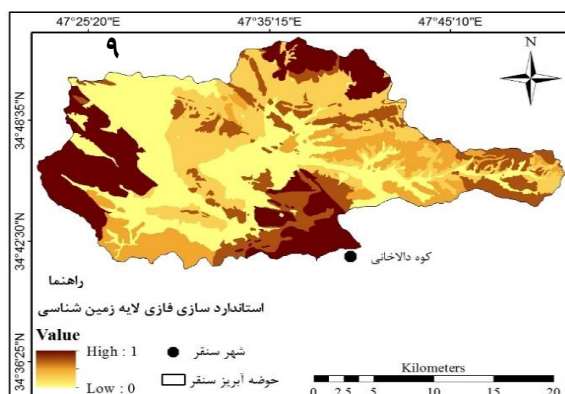 47°25'20"E 47°35'15"E 47°45'10"E
۹
N
34°48'35"N
34°42'30"N
34°36'25"N
کوه دالاخانی
راهنما
استاندارد سازی فازی لایه زمین شناسی
Value
High : 1
Low : 0
شهر سنقر
حوضه آبریز سنقر
Kilometers
0 2.5 5 10 15 20